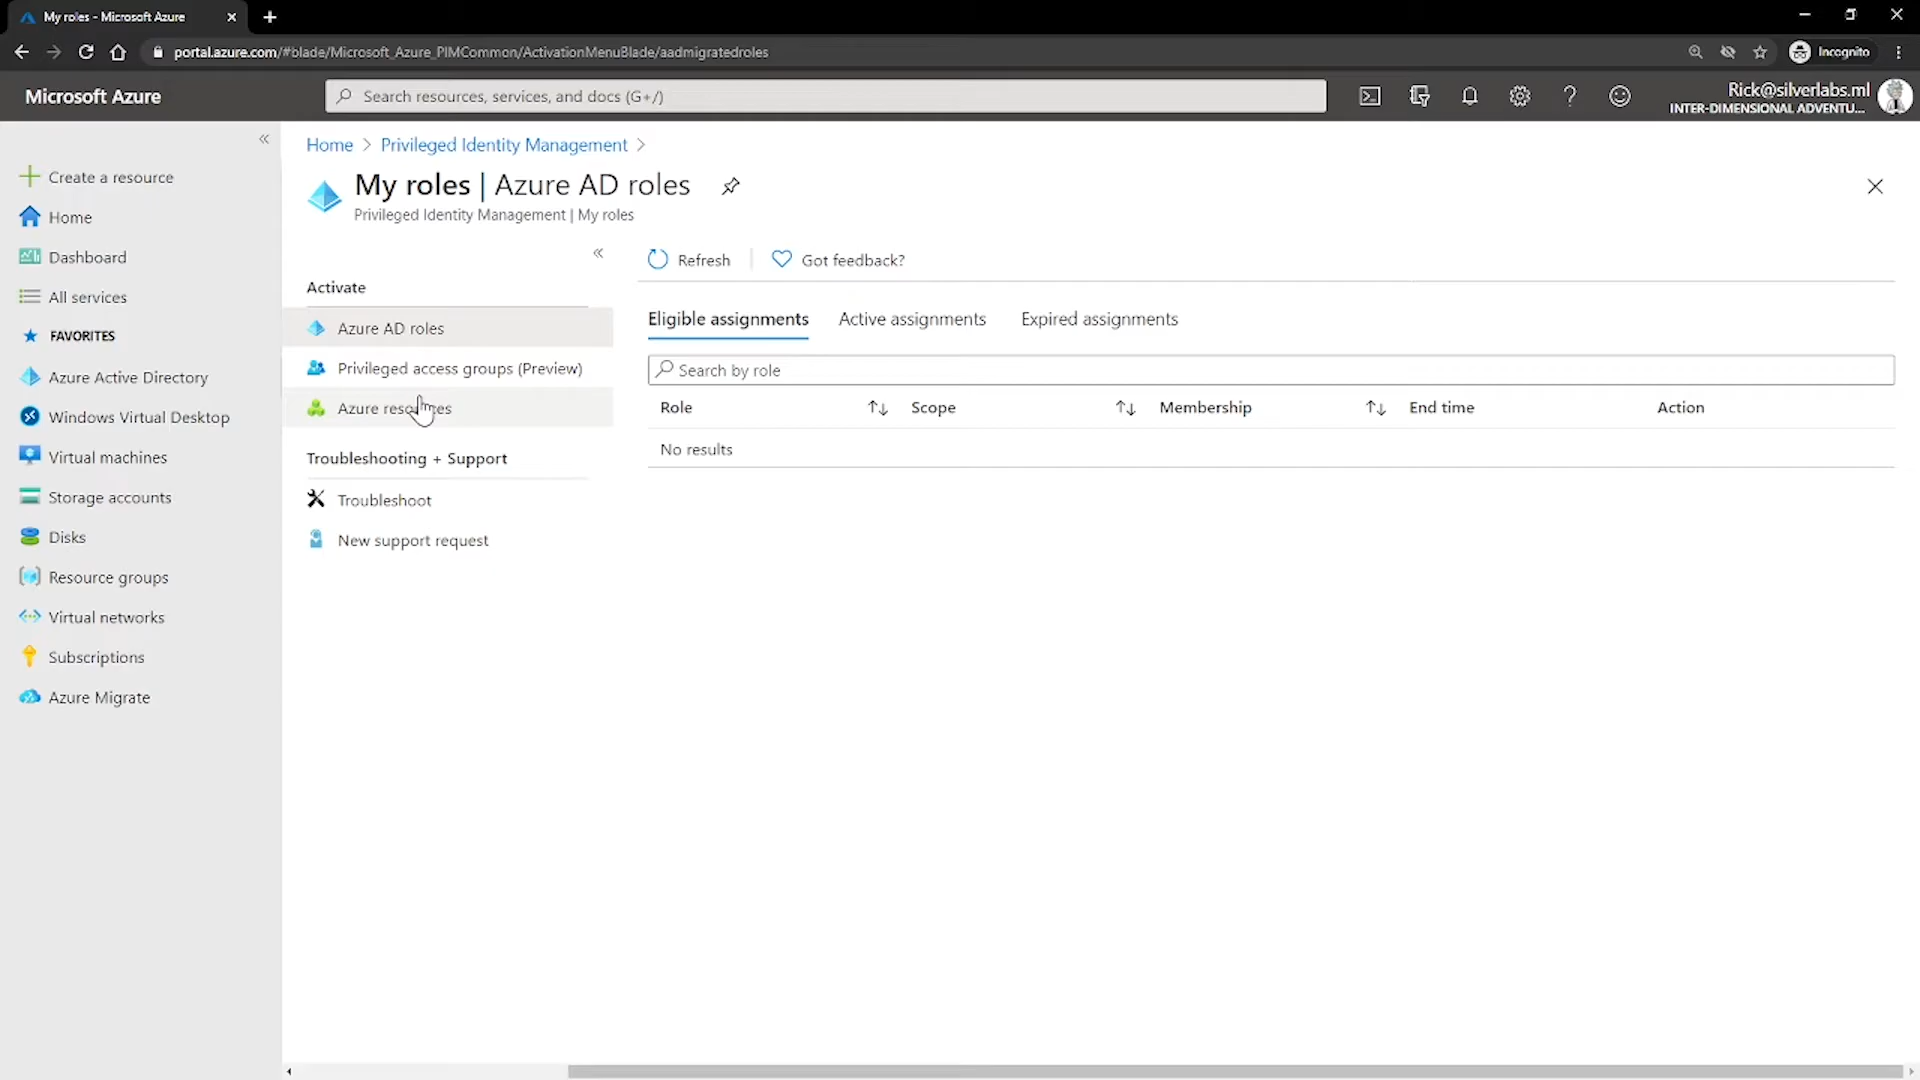 My roles - Microsoft Azure
portal.azure.com/#blade/Microsoft_Azure_PIMCommon/ActivationMenuBlade/aadmigratedroles
Incognito
Microsoft Azure
Search resources, services, and docs (G+/)
Rick@silverlabs.ml
INTER-DIMENSIONAL ADVENTU...
Create a resource
Home
Dashboard
All services
FAVORITES
Azure Active Directory
Windows Virtual Desktop
Virtual machines
Storage accounts
Disks
Resource groups
Virtual networks
Subscriptions
Azure Migrate
Home > Privileged Identity Management >
My roles | Azure AD roles
Privileged Identity Management | My roles
Activate
Azure AD roles
Privileged access groups (Preview)
Azure resources
Troubleshooting + Support
Troubleshoot
New support request
Refresh
Got feedback?
Eligible assignments Active assignments Expired assignments
Search by role
Role Scope Membership End time Action
No results